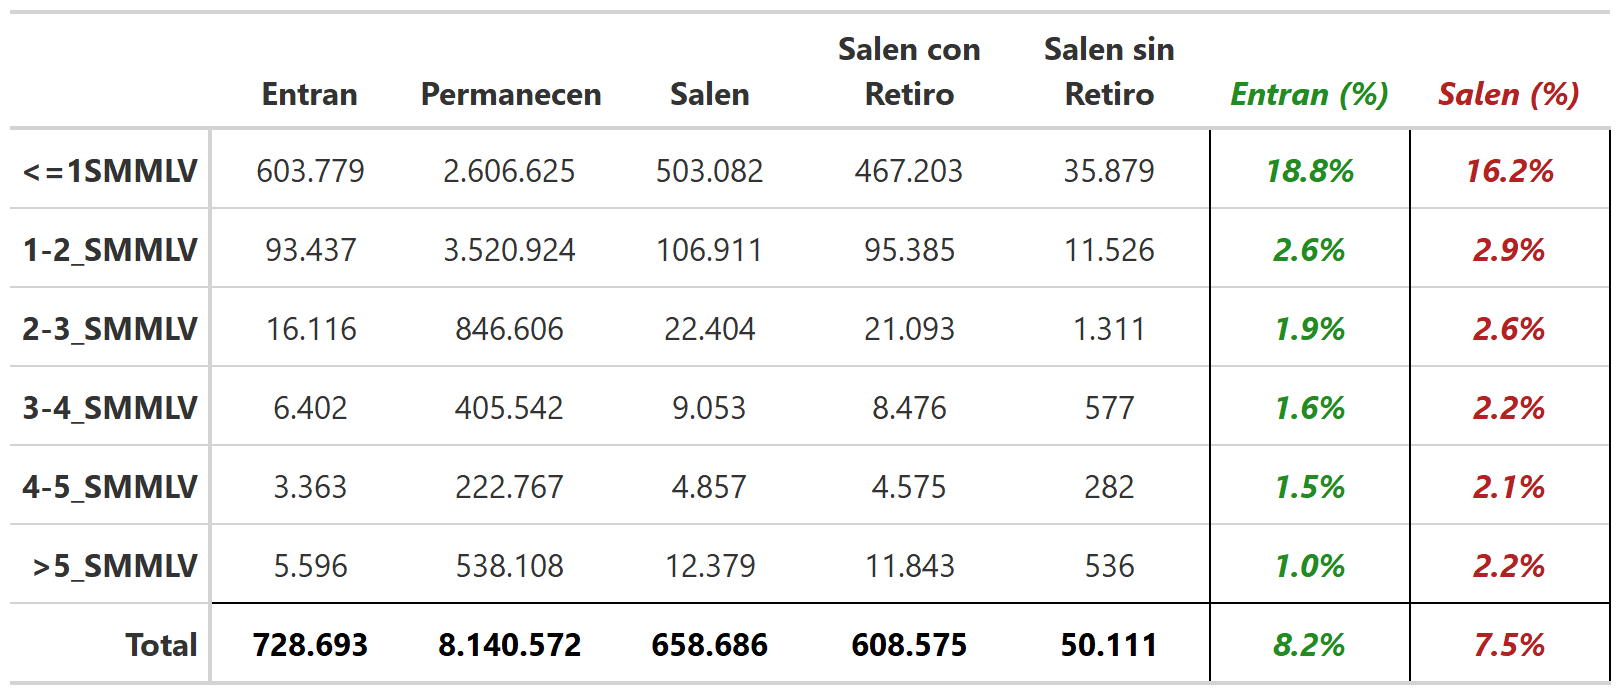 Entran Permanecen Salen Salen con Retiro Salen sin Retiro Entran (%) Salen (%)
<=1SMMLV 603.779 2.606.625 503.082 467.203 35.879 18.8% 16.2%
1-2_SMMLV 93.437 3.520.924 106.911 95.385 11.526 2.6% 2.9%
2-3_SMMLV 16.116 846.606 22.404 21.093 1.311 1.9% 2.6%
3-4_SMMLV 6.402 405.542 9.053 8.476 577 1.6% 2.2%
4-5_SMMLV 3.363 222.767 4.857 4.575 282 1.5% 2.1%
>5_SMMLV 5.596 538.108 12.379 11.843 536 1.0% 2.2%
Total 728.693 8.140.572 658.686 608.575 50.111 8.2% 7.5%